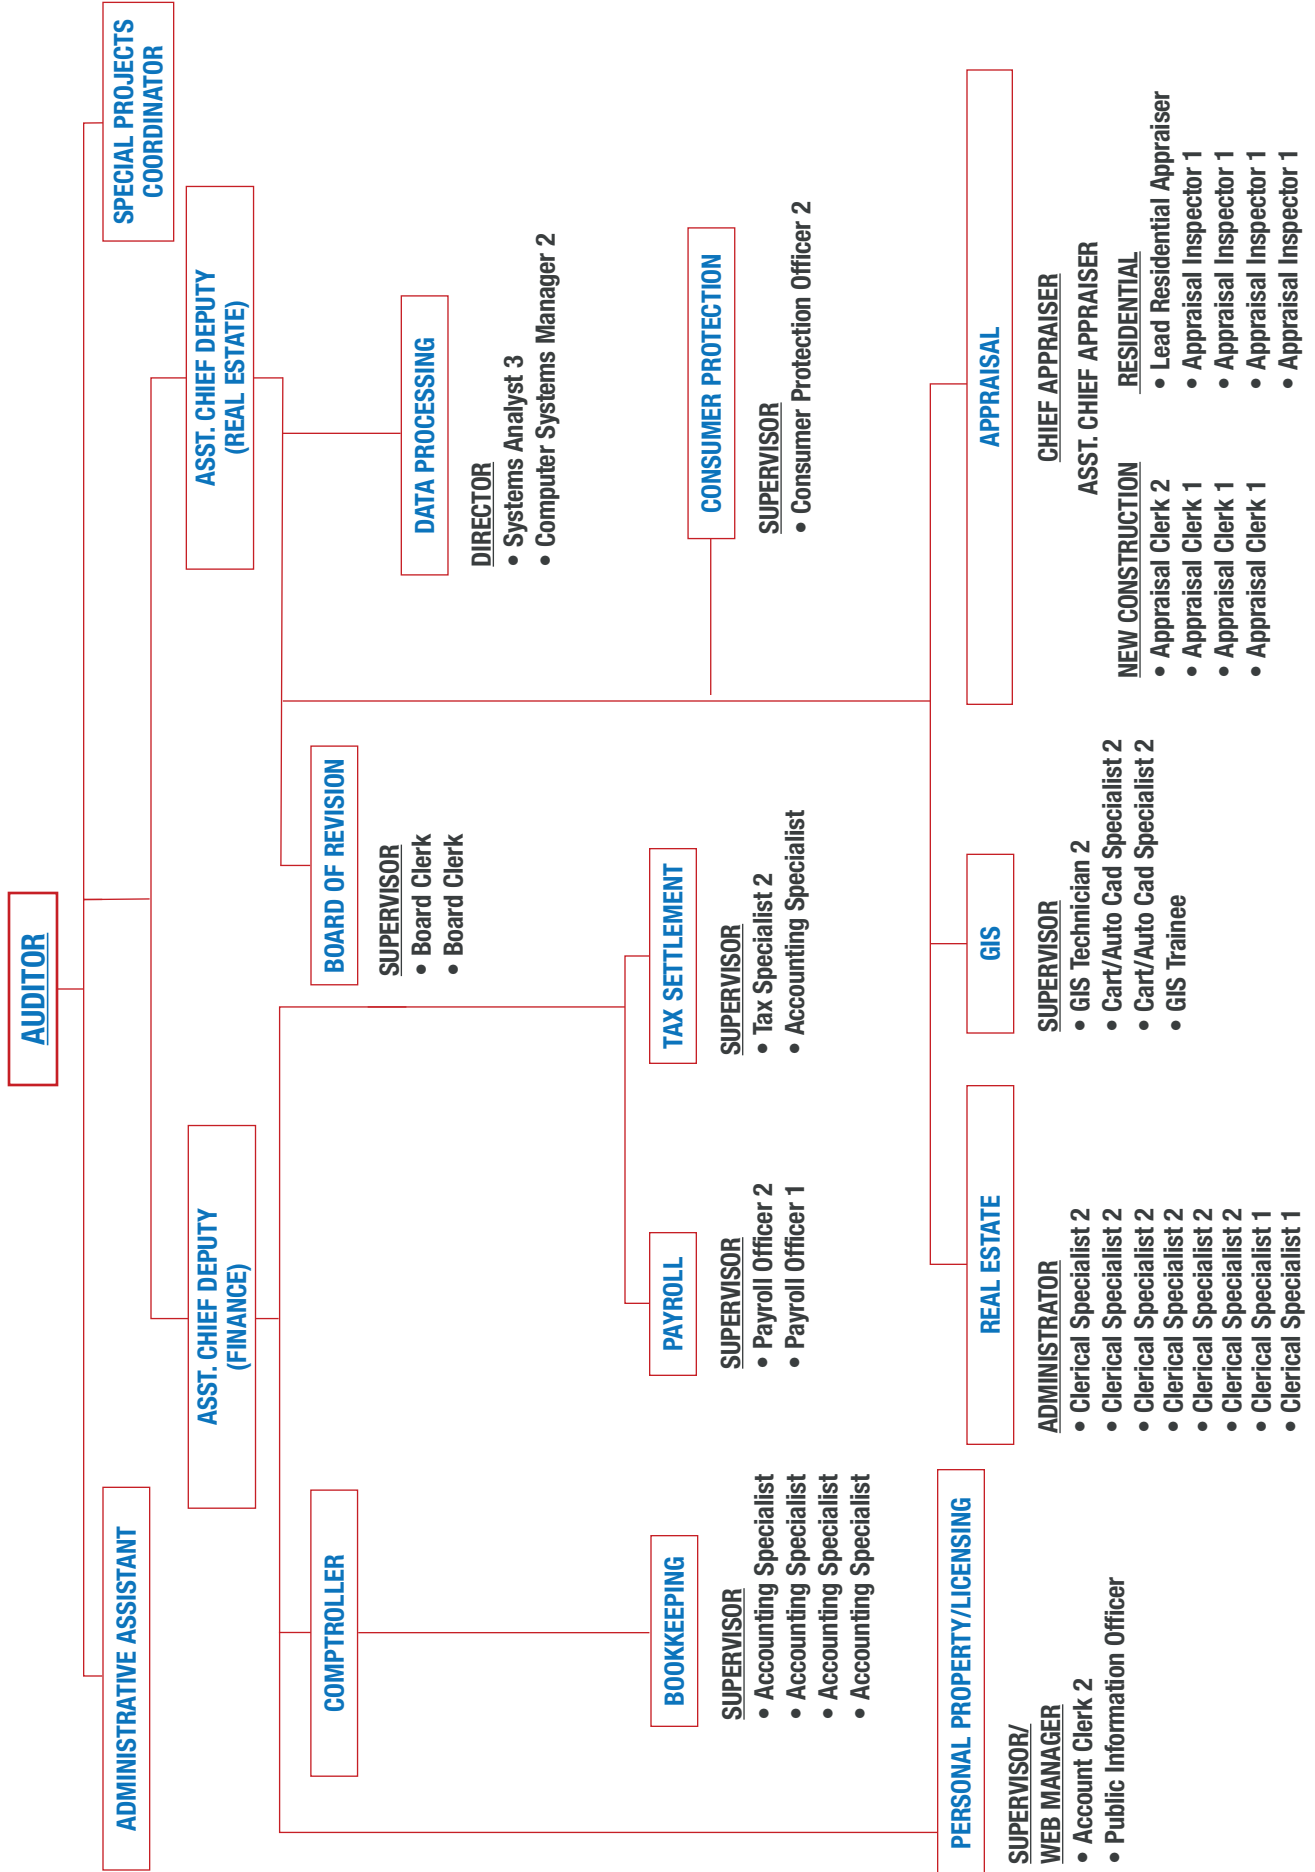 AUDITOR
ADMINISTRATIVE ASSISTANT
SPECIAL PROJECTS
COORDINATOR
ASST. CHIEF DEPUTY
(FINANCE)
ASST. CHIEF DEPUTY
(REAL ESTATE)
COMPTROLLER
BOARD OF REVISION
SUPERVISOR
• Board Clerk
• Board Clerk
DATA PROCESSING
DIRECTOR
• Systems Analyst 3
• Computer Systems Manager 2
BOOKKEEPING
SUPERVISOR
• Accounting Specialist
• Accounting Specialist
• Accounting Specialist
• Accounting Specialist
PAYROLL
SUPERVISOR
• Payroll Officer 2
• Payroll Officer 1
TAX SETTLEMENT
SUPERVISOR
• Tax Specialist 2
• Accounting Specialist
CONSUMER PROTECTION
SUPERVISOR
• Consumer Protection Officer 2
PERSONAL PROPERTY/LICENSING
SUPERVISOR/
WEB MANAGER
• Account Clerk 2
• Public Information Officer
REAL ESTATE
ADMINISTRATOR
• Clerical Specialist 2
• Clerical Specialist 2
• Clerical Specialist 2
• Clerical Specialist 2
• Clerical Specialist 2
• Clerical Specialist 2
• Clerical Specialist 1
• Clerical Specialist 1
GIS
SUPERVISOR
• GIS Technician 2
• Cart/Auto Cad Specialist 2
• Cart/Auto Cad Specialist 2
• GIS Trainee
APPRAISAL
CHIEF APPRAISER
ASST. CHIEF APPRAISER
NEW CONSTRUCTION
• Appraisal Clerk 2
• Appraisal Clerk 1
• Appraisal Clerk 1
• Appraisal Clerk 1
RESIDENTIAL
• Lead Residential Appraiser
• Appraisal Inspector 1
• Appraisal Inspector 1
• Appraisal Inspector 1
• Appraisal Inspector 1